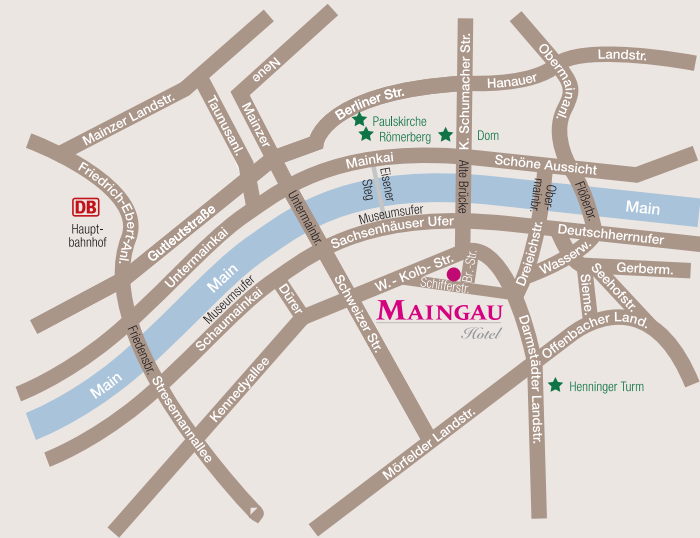 Landstr.
Obermainanl.
K. Schumacher Str.
Hanauer
Neue
Mainzer
Taunusanl.
Mainzer Landstr.
Berliner Str.
Paulskirche
Römerberg
Dom
Mainkai
Schöne Aussicht
Friedrich-Ebert-Anl.
DB
Haupt-
bahnhof
Eisener
Steg
Alte Brücke
Ober-
mainbr.
Flößerbr.
Main
Untermainbr.
Museumsufer
Sachsenhäuser Ufer
Deutschherrnufer
Gutleutstraße
Untermainkai
Main
Museumsufer
Schaumainkai
Dürer
W.- Kolb- Str.
Br.- Str.
Schifferstr.
Dreieichstr.
Wasserw.
Gerberm.
Seehofstr.
Sieme.
MAINGAU
Hotel
Schweizer Str.
Darmstädter Landstr.
Offenbacher Land.
Friedensbr.
Main
Stresemannallee
Kennedyallee
Henninger Turm
Mörfelder Landstr.